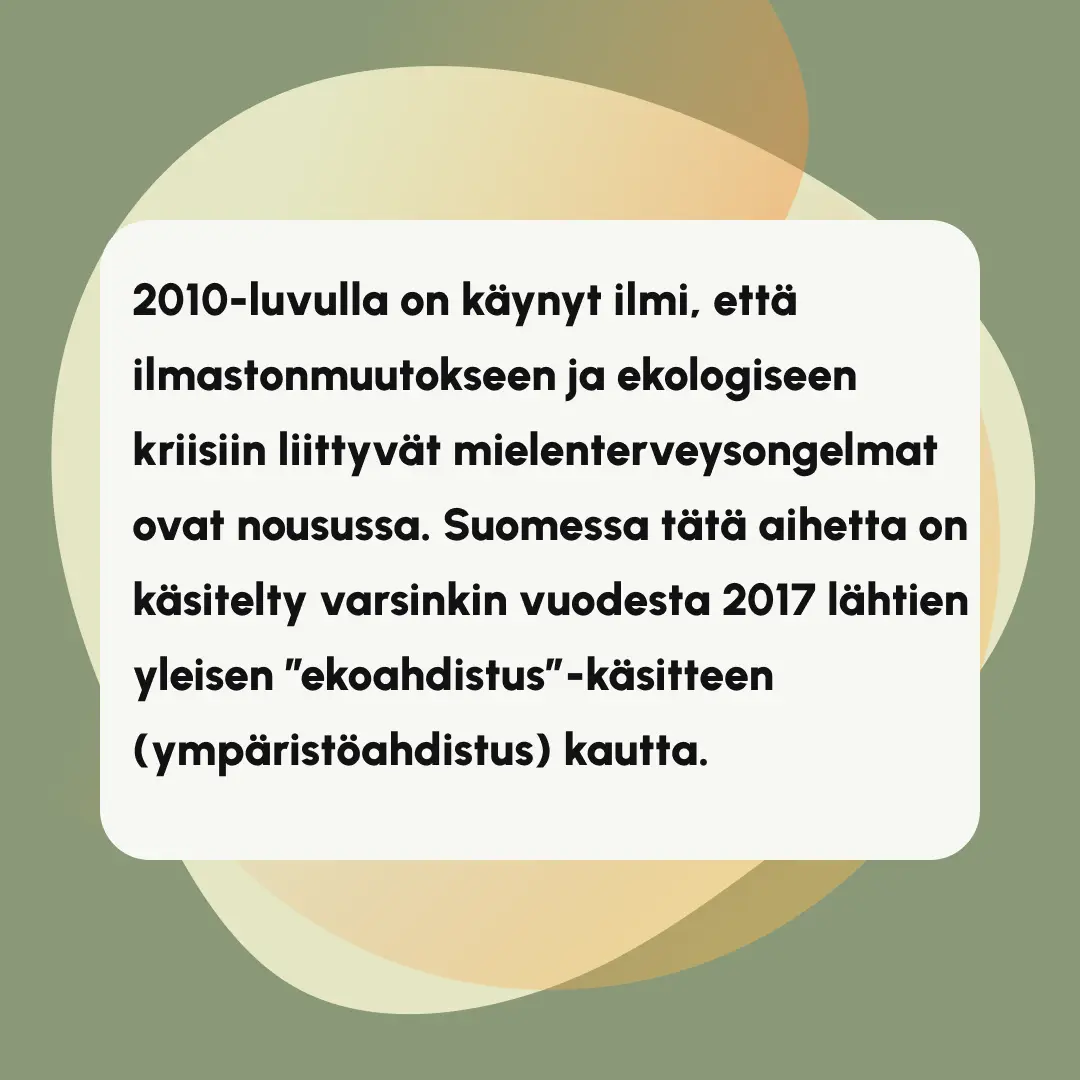 2010-luvulla on käynyt ilmi, että
ilmastonmuutokseen ja ekologiseen
kriisiin liittyvät mielenterveysongelmat
ovat nousussa. Suomessa tätä aihetta on
käsitelty varsinkin vuodesta 2017 lähtien
yleisen ”ekoahdistus”-käsitteen
(ympäristöahdistus) kautta.